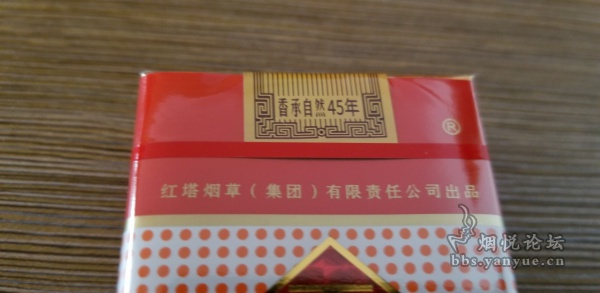 香承自然 45年
®
红塔烟草（集团）有限责任公司出品
烟悦论坛
bbs.yanyue.cn